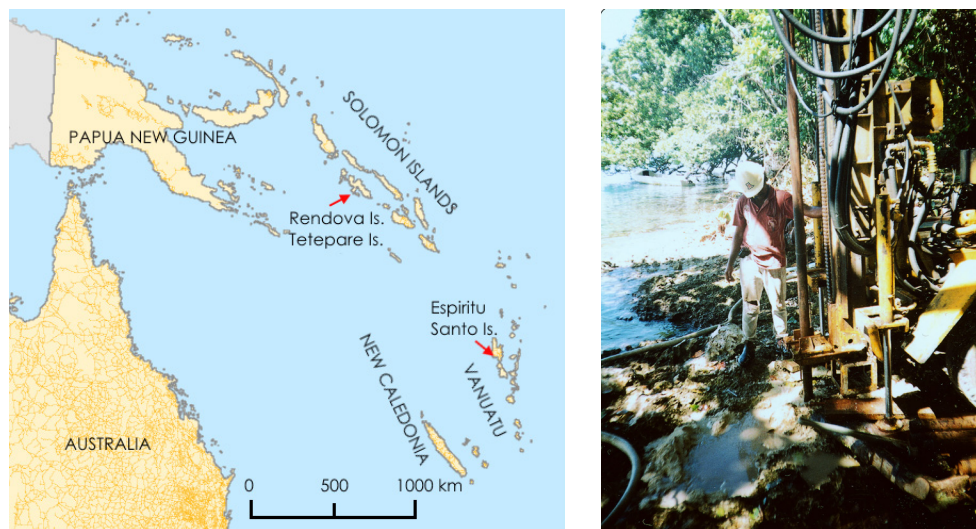 PAPUA NEW GUINEA
SOLOMON ISLANDS
Rendova Is.
Tetepare Is.
Espiritu
Santo Is.
NEW CALEDONIA
VANUATU
AUSTRALIA
0 500 1000 km